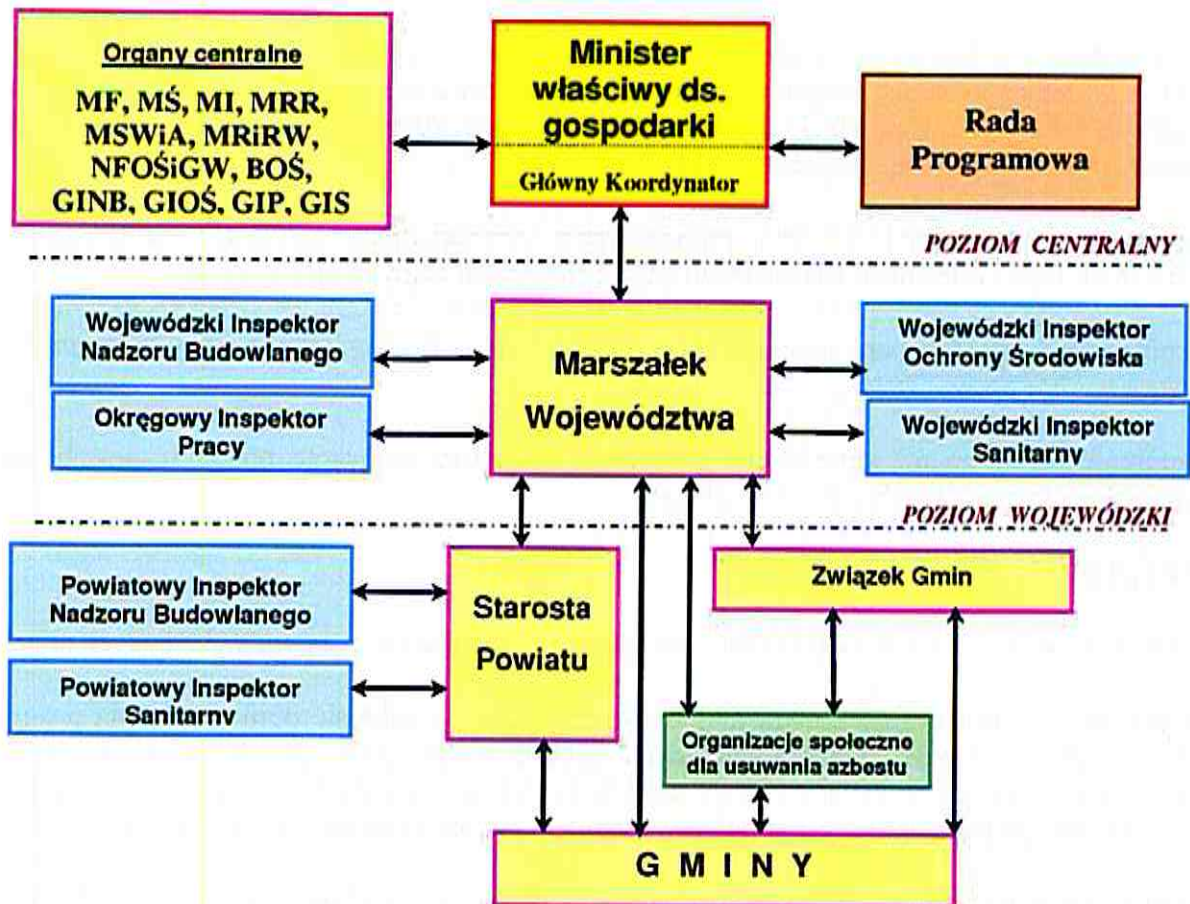 Organy centralne
MF, MŚ, MI, MRR,
MSWiA, MRiRW,
NFOŚiGW, BOŚ,
GINB, GIOŚ, GIP, GIS
Minister
właściwy ds.
gospodarki
Główny Koordynator
Rada
Programowa
POZIOM CENTRALNY
Wojewódzki Inspektor
Nadzoru Budowlanego
Okręgowy Inspektor
Pracy
Marszałek
Województwa
Wojewódzki Inspektor
Ochrony Środowiska
Wojewódzki Inspektor
Sanitarny
POZIOM WOJEWÓDZKI
Powiatowy Inspektor
Nadzoru Budowlanego
Powiatowy Inspektor
Sanitarny
Starosta
Powiatu
Związek Gmin
Organizacje społeczne
dla usuwania azbestu
G M I N Y